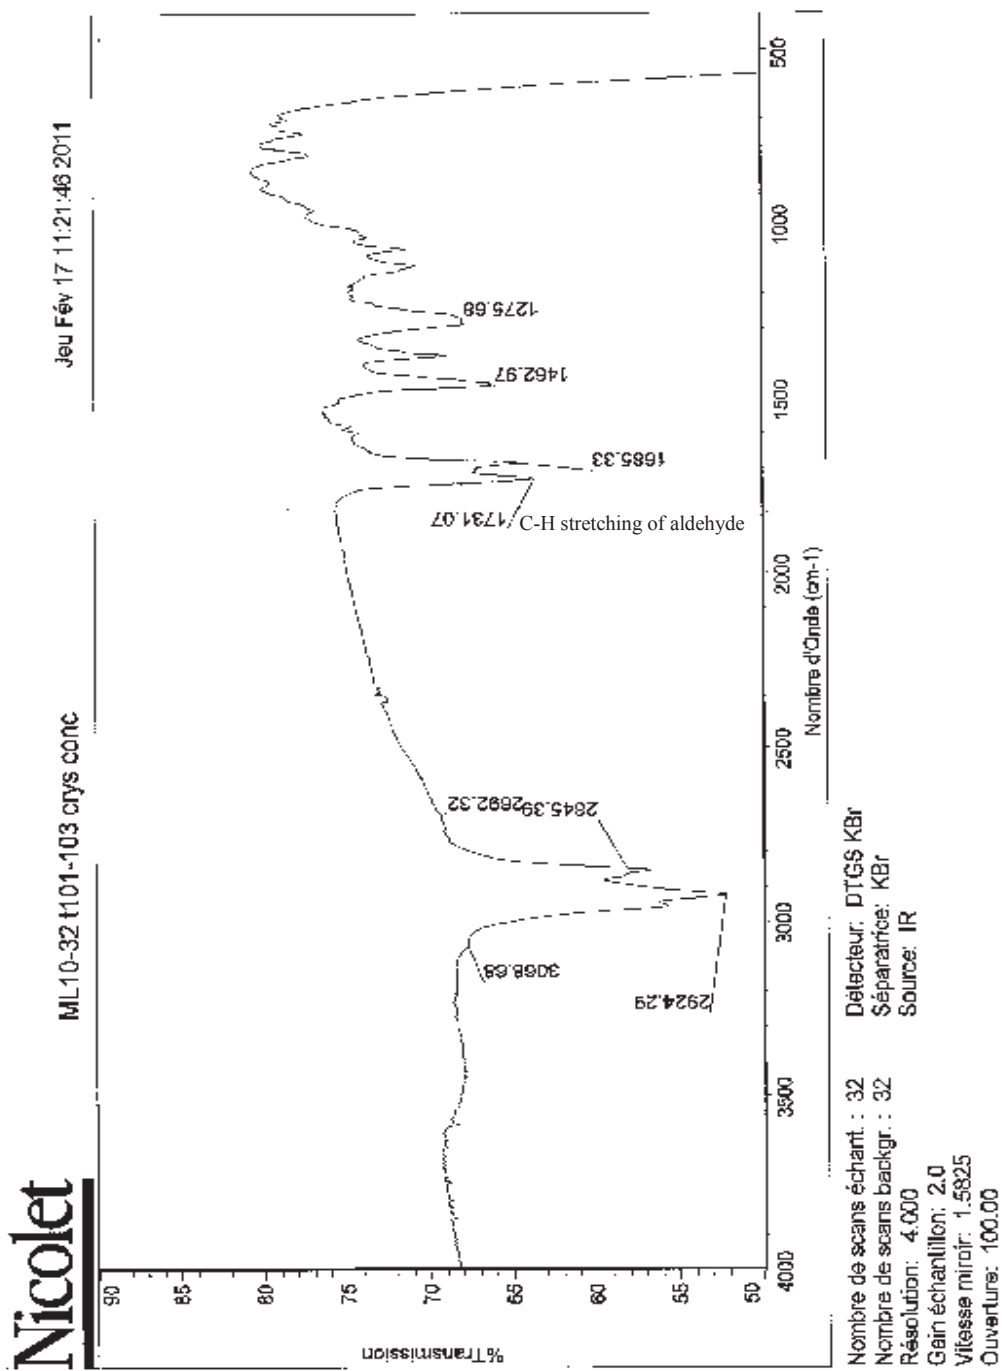 Nicolet
ML10-32 t101-103 crys conc
Jeu Fév 17 11:21:46 2011
%Transmission
90
85
80
75
70
65
60
55
50
3068.68
2924.29
2845.39
2692.32
1731.07
C-H stretching of aldehyde
1685.33
1462.97
1275.68
4000
3500
3000
2500
2000
1500
1000
500
Nombre d'Onde (cm-1)
Nombre de scans échant. : 32
Nombre de scans backgr. : 32
Résolution: 4.000
Gain échantillon: 2.0
Vitesse miroir: 1.5825
Ouverture: 100.00
Détecteur: DTGS KBr
Séparatrice: KBr
Source: IR